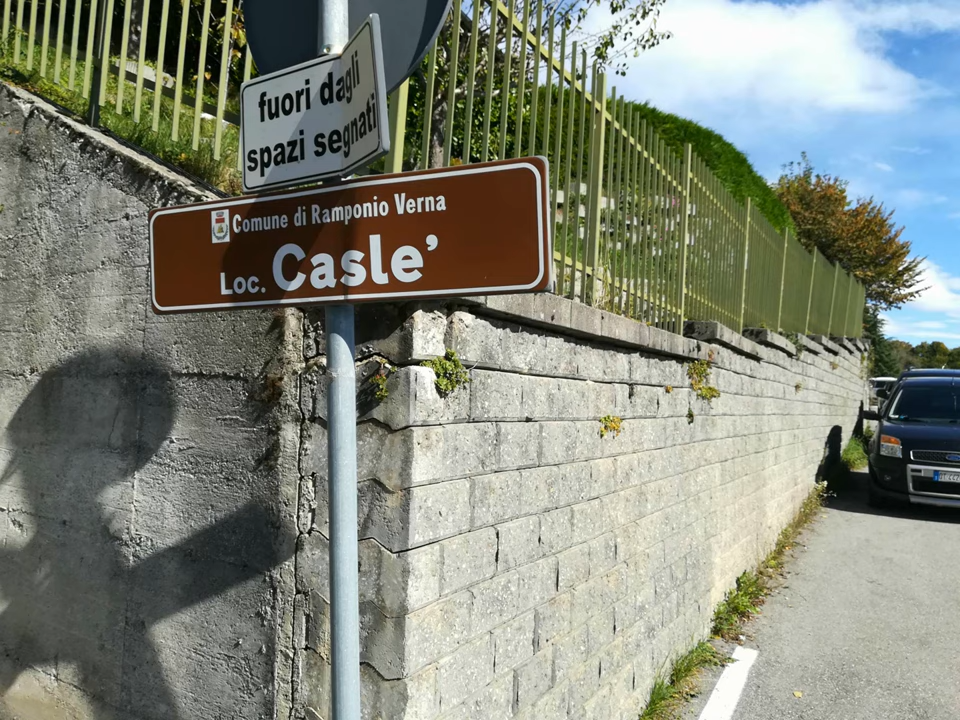 fuori dagli
spazi segnati
Comune di Ramponio Verna
Loc. Casle'